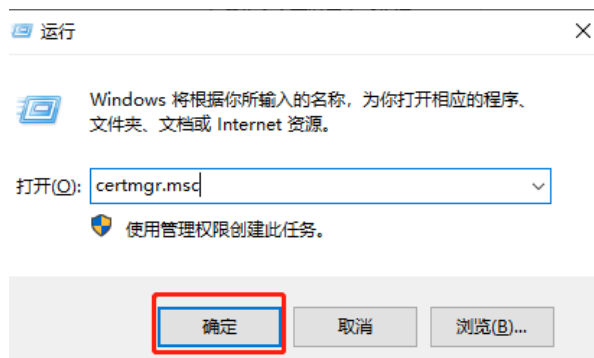 运行
Windows 将根据你所输入的名称，为你打开相应的程序、
文件夹、文档或 Internet 资源。
打开(O): certmgr.msc
使用管理权限创建此任务。
确定 取消 浏览(B)...